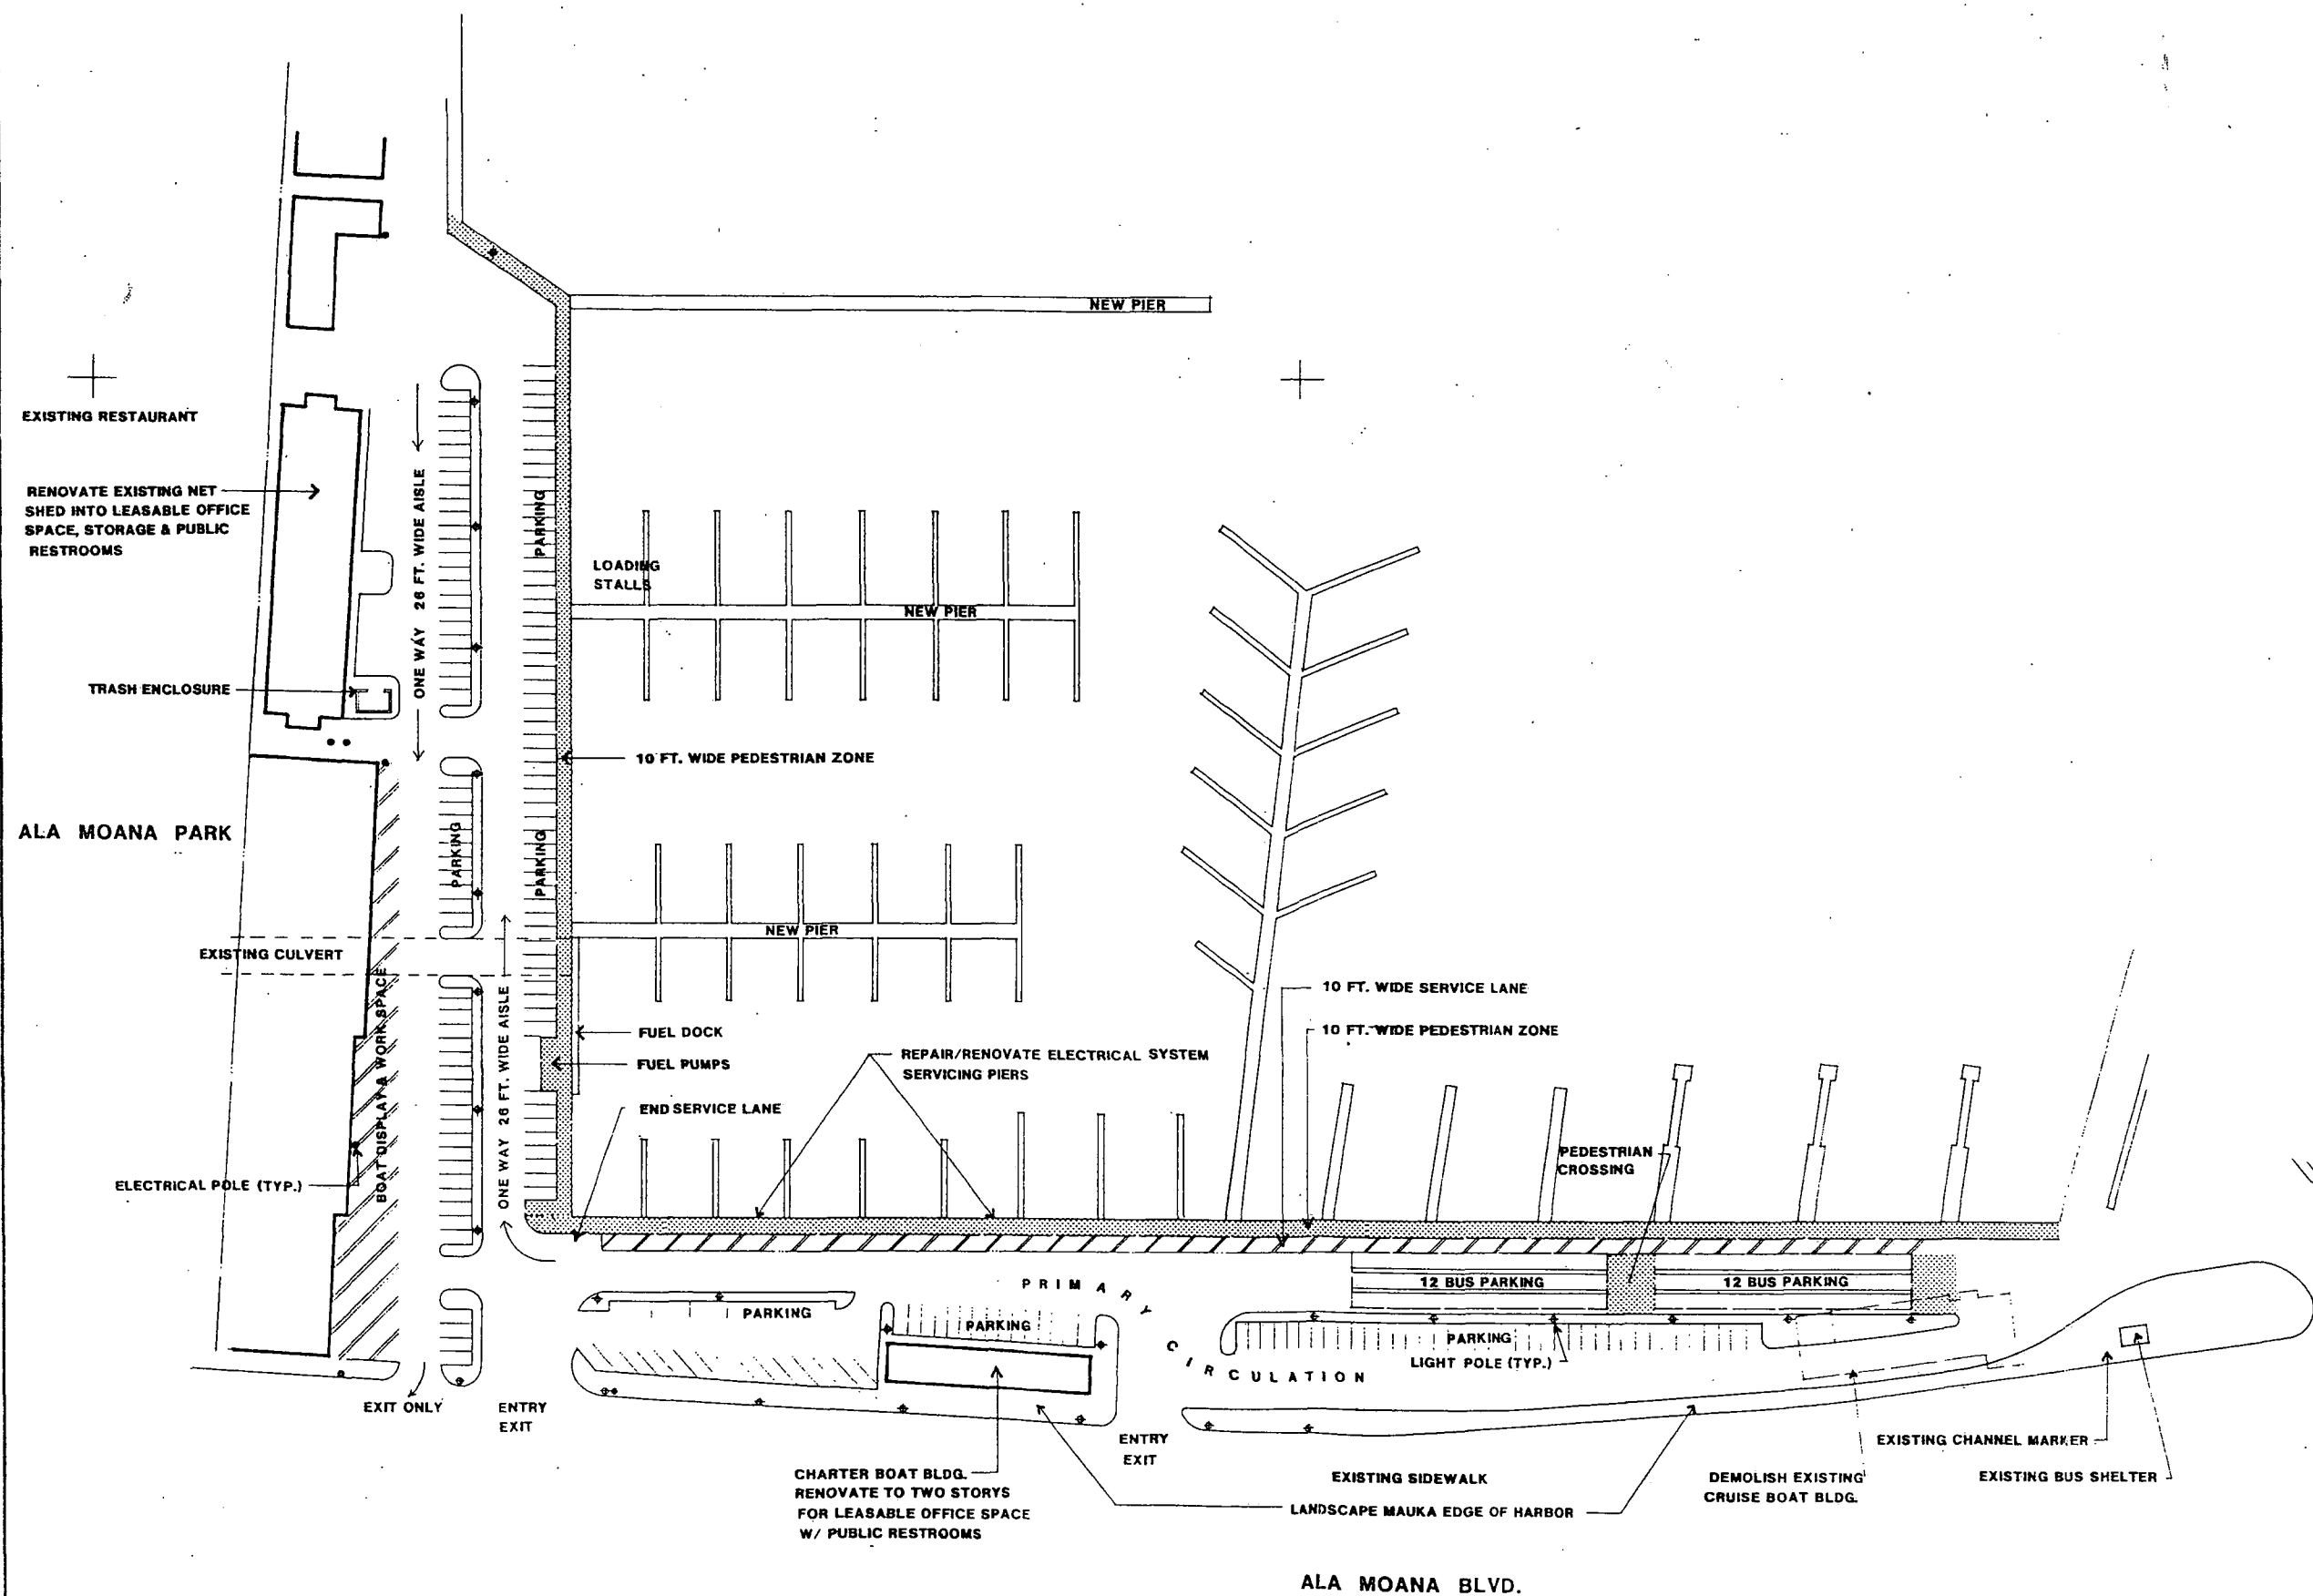 NEW PIER
EXISTING RESTAURANT
RENOVATE EXISTING NET
SHED INTO LEASABLE OFFICE
SPACE, STORAGE & PUBLIC
RESTROOMS
ONE WAY 26 FT. WIDE AISLE
PARKING
LOADING
STALLS
NEW PIER
TRASH ENCLOSURE
10 FT. WIDE PEDESTRIAN ZONE
ALA MOANA PARK
PARKING
PARKING
NEW PIER
EXISTING CULVERT
BOAT DISPLAY & WORK SPACE
ONE WAY 26 FT. WIDE AISLE
10 FT. WIDE SERVICE LANE
FUEL DOCK
10 FT. WIDE PEDESTRIAN ZONE
FUEL PUMPS
REPAIR/RENOVATE ELECTRICAL SYSTEM
SERVICING PIERS
END SERVICE LANE
PEDESTRIAN
CROSSING
ELECTRICAL POLE (TYP.)
PRIMARY CIRCULATION
12 BUS PARKING
12 BUS PARKING
PARKING
PARKING
PARKING
LIGHT POLE (TYP.)
EXIT ONLY
ENTRY
EXIT
ENTRY
EXIT
EXISTING CHANNEL MARKER
CHARTER BOAT BLDG.
RENOVATE TO TWO STORYS
FOR LEASABLE OFFICE SPACE
W/ PUBLIC RESTROOMS
EXISTING SIDEWALK
DEMOLISH EXISTING
CRUISE BOAT BLDG.
EXISTING BUS SHELTER
LANDSCAPE MAUKA EDGE OF HARBOR
ALA MOANA BLVD.